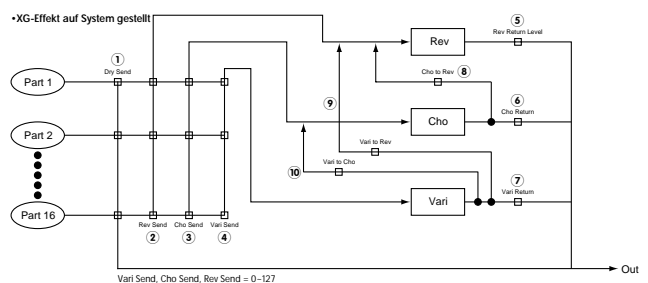 •XG-Effekt auf System gestellt
⑤
Rev Return Level
Rev
①
Dry Send
Part 1
Cho to Rev ⑧
⑨
⑥
Cho Return
Cho
Part 2
Vari to Rev
Vari to Cho
⑩
⑦
Vari Return
Vari
Part 16
Rev Send Cho Send Vari Send
② ③ ④
Out
Vari Send, Cho Send, Rev Send = 0~127